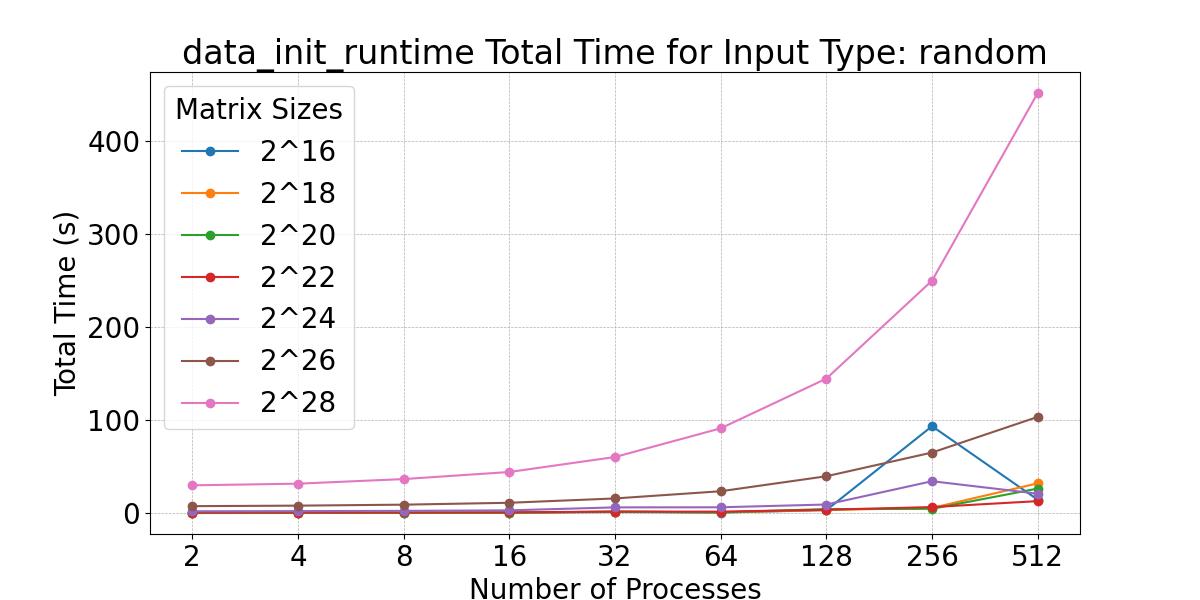 data_init_runtime Total Time for Input Type: random
Matrix Sizes
2^16
2^18
2^20
2^22
2^24
2^26
2^28
Total Time (s)
400
300
200
100
0
2 4 8 16 32 64 128 256 512
Number of Processes